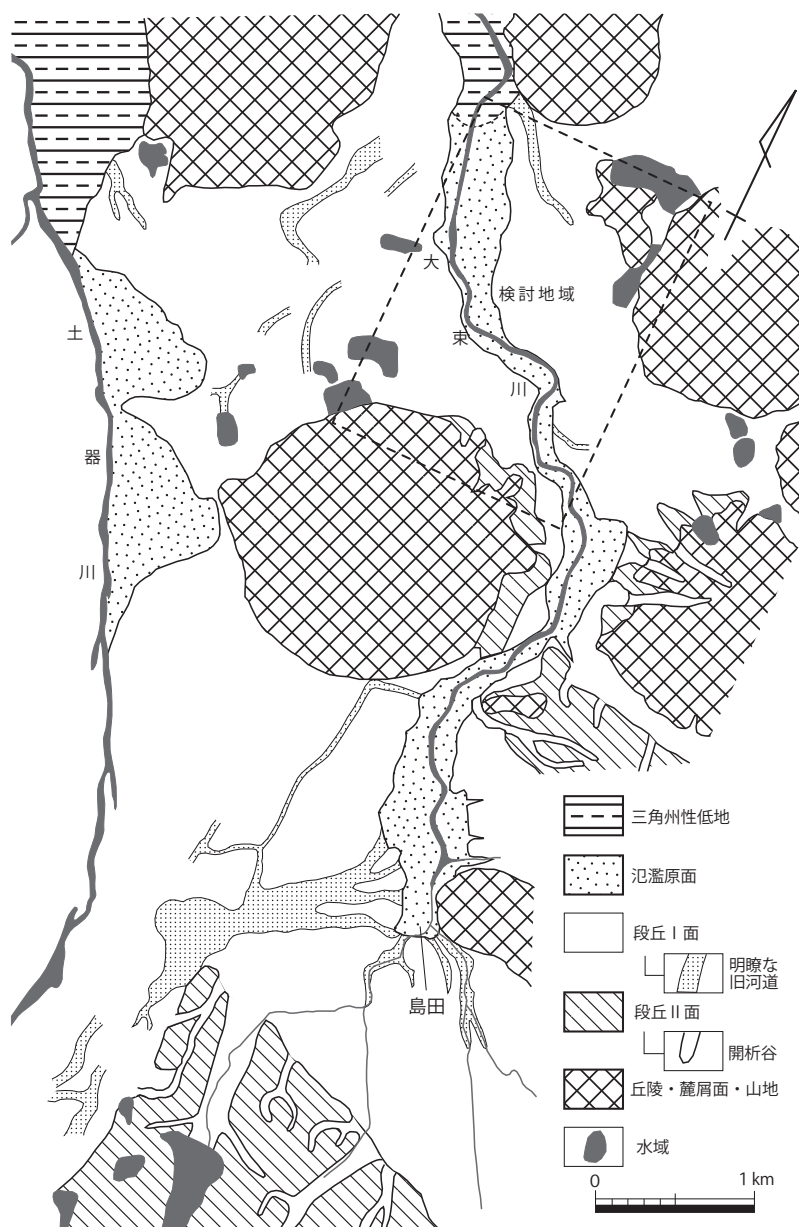 大束川
検討地域
土器川
島田
三角州性低地
氾濫原面
段丘Ⅰ面
明瞭な
旧河道
段丘Ⅱ面
開析谷
丘陵・麓屑面・山地
水域
0 1 km